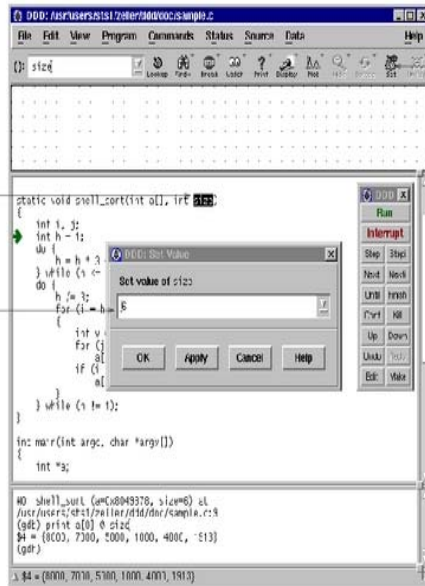 DDD: /usr/users/sts1/zeller/ddd/doc/sample.c
File Edit View Program Commands Status Source Data Help
(): size
Lookup Find» Break Watch Print Display Plot Set
static void shell_sort(int a[], int size)
{
int i, j;
int h = 1;
do {
h = h * 3
} while (h <=
do {
h /= 3;
for (i = h
{
int v
for (j
a[
if (i
a[
}
} while (h != 1);
}
int main(int argc, char *argv[])
{
int *a;
DDD: Set Value
Set value of size
6
OK Apply Cancel Help
DDD
Run
Interrupt
Step Stepi
Next Nexti
Until Finish
Cont Kill
Up Down
Undo Redo
Edit Make
#0 shell_sort (a=0x8049878, size=6) at
/usr/users/sts1/zeller/ddd/doc/sample.c:9
(gdb) print a[0] @ size
$4 = {8000, 7000, 5000, 1000, 4000, 1913}
(gdb)
$4 = {8000, 7000, 5000, 1000, 4000, 1913}